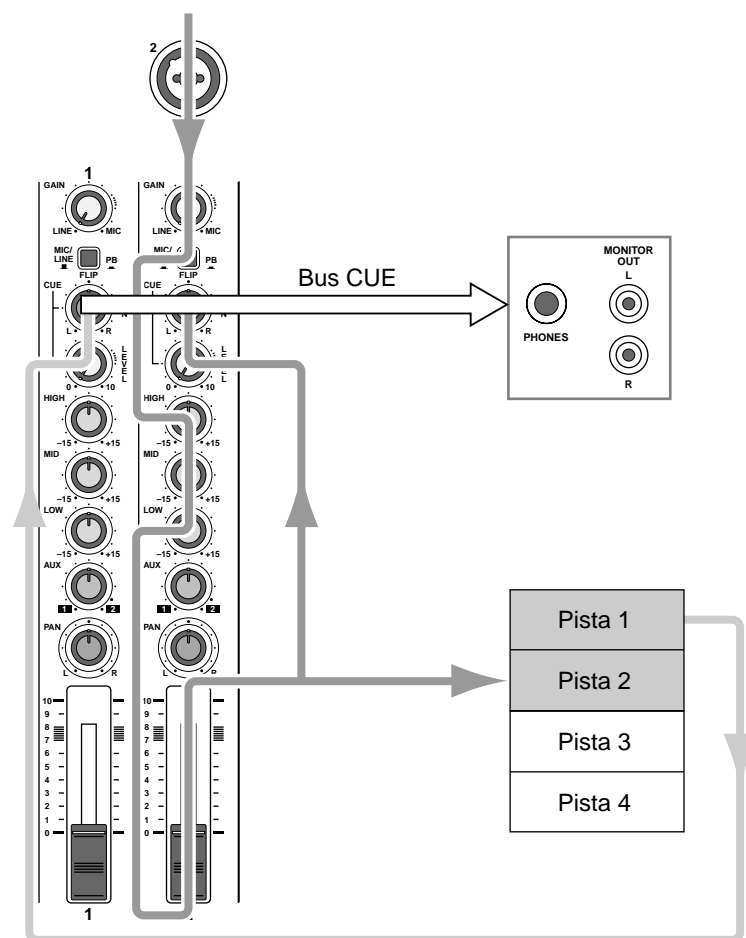 2
1
GAIN GAIN
LINE MIC LINE MIC
MIC/ LINE PB MIC/ PB
FLIP FLIP
CUE CUE
Bus CUE
MONITOR OUT
L
PHONES
R
L R L R
LEVEL
0 10 0 10
HIGH HIGH
–15 +15 –15 +15
MID MID
–15 +15 –15 +15
LOW LOW
–15 +15 –15 +15
AUX AUX
1 2 1 2
PAN PAN
L R L R
Pista 1
Pista 2
Pista 3
Pista 4
10 10
9 9
8 8
7 7
6 6
5 5
4 4
3 3
2 2
1 1
0 0
1